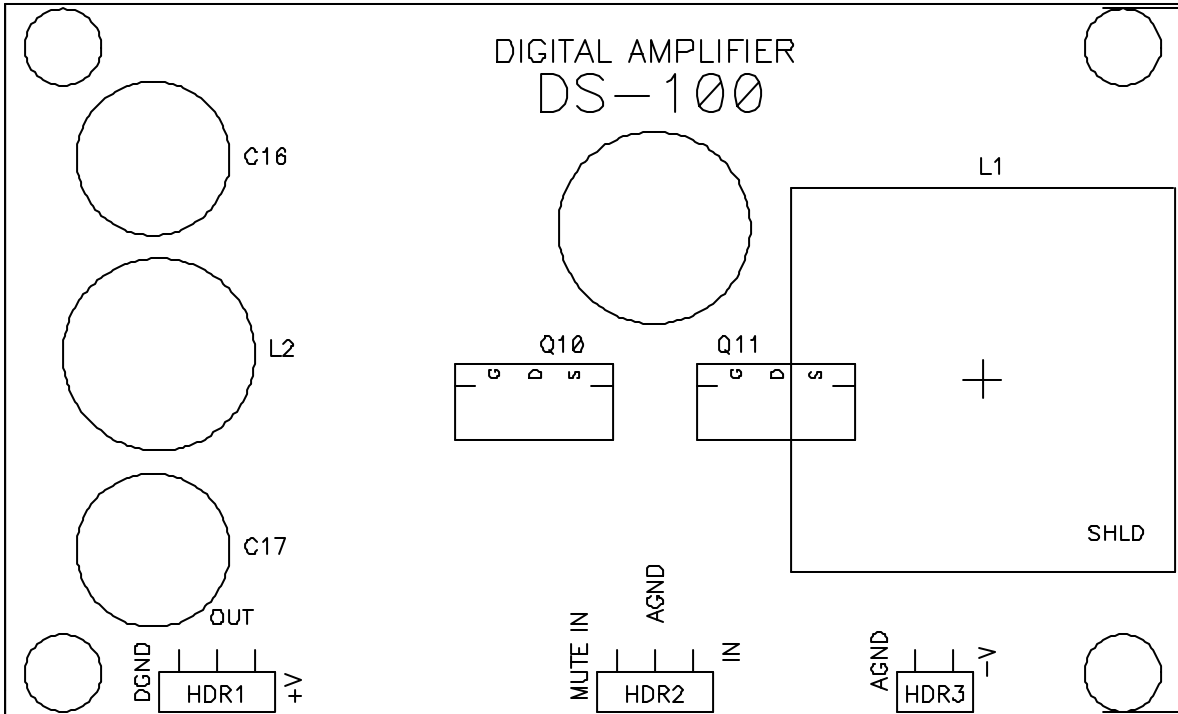 DIGITAL AMPLIFIER
DS-100
C16
L1
L2
Q10
Q11
G D S
G D S
C17
SHLD
OUT
AGND
MUTE IN
IN
DGND
+V
AGND
-V
HDR1
HDR2
HDR3